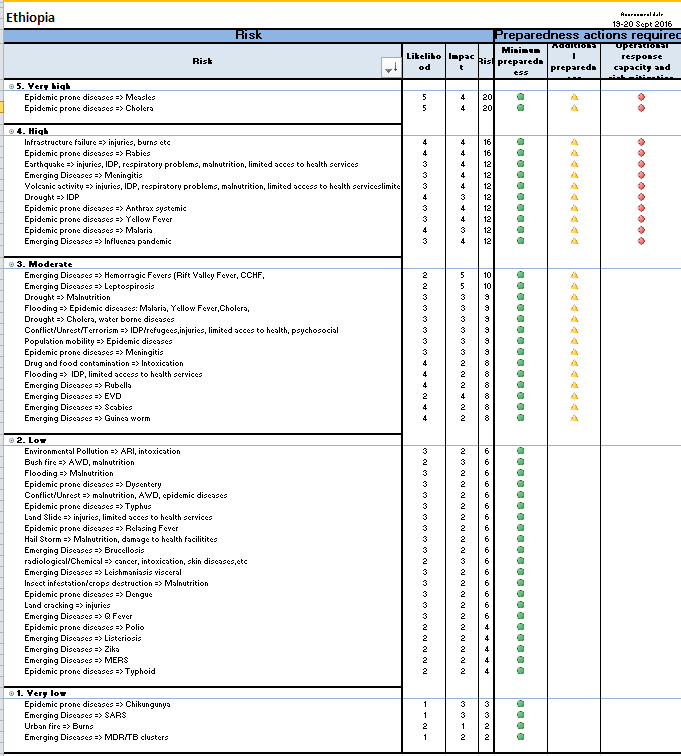 Ethiopia
Assessment date
19-20 Sept 2016
Risk
Preparedness actions required
Risk
Likeliho
od
Impac
t
Risk
Minimum
preparedn
ess
Additiona
l
preparedn
ess
Operational
response
capacity and
risk mitigation
5. Very high
Epidemic prone diseases => Measles 5 4 20
Epidemic prone diseases => Cholera 5 4 20
4. High
Infrastructure failure => injuries, burns etc 4 4 16
Epidemic prone diseases => Rabies 4 4 16
Earthquake => injuries, IDP, respiratory problems, malnutrition, limited acces to health services 3 4 12
Emerging Diseases => Meningitis 3 4 12
Volcanic activity => injuries, IDP, respiratory problems, malnutrition, limited access to health serviceslimite 3 4 12
Drought => IDP 4 3 12
Epidemic prone diseases => Anthrax systemic 3 4 12
Epidemic prone diseases => Yellow Fever 3 4 12
Epidemic prone diseases => Malaria 4 3 12
Emerging Diseases => Influenza pandemic 3 4 12
3. Moderate
Emerging Diseases => Hemorragic Fevers (Rift Valley Fever, CCHF, 2 5 10
Emerging Diseases => Leptospirosis 2 5 10
Drought => Malnutrition 3 3 9
Flooding => Epidemic diseases: Malaria, Yellow Fever,Cholera, 3 3 9
Drought => Cholera, water borne diseases 3 3 9
Conflict/Unrest/Terrorism => IDP/refugees,injuries, limited access to health, psychosocial 3 3 9
Population mobility => Epidemic diseases 3 3 9
Epidemic prone diseases => Meningitis 3 3 9
Drug and food contamination => Intoxication 4 2 8
Flooding => IDP, limited access to health services 4 2 8
Emerging Diseases => Rubella 4 2 8
Emerging Diseases => EVD 2 4 8
Emerging Diseases => Scabies 4 2 8
Emerging Diseases => Guinea worm 4 2 8
2. Low
Environmental Pollution => ARI, intoxication 3 2 6
Bush fire => AWD, malnutrition 2 3 6
Flooding => Malnutrition 3 2 6
Epidemic prone diseases => Dysentery 3 2 6
Conflict/Unrest => malnutrition, AWD, epidemic diseases 3 2 6
Epidemic prone diseases => Typhus 3 2 6
Land Slide => injuries, limited acces to health services 3 2 6
Epidemic prone diseases => Relasing Fever 3 2 6
Hail Storm => Malnutrition, damage to health facilitites 3 2 6
Emerging Diseases => Brucellosis 3 2 6
radiological/Chemical => cancer, intoxication, skin diseases,etc 2 3 6
Emerging Diseases => Leishmaniasis visceral 3 2 6
Insect infestation/crops destruction => Malnutrition 3 2 6
Epidemic prone diseases => Dengue 3 2 6
Land cracking => injuries 3 2 6
Emerging Diseases => Q Fever 3 2 6
Epidemic prone diseases => Polio 2 2 4
Emerging Diseases => Listeriosis 2 2 4
Emerging Diseases => Zika 2 2 4
Emerging Diseases => MERS 2 2 4
Epidemic prone diseases => Typhoid 2 2 4
1. Very low
Epidemic prone diseases => Chikungunya 1 3 3
Emerging Diseases => SARS 1 3 3
Urban fire => Burns 2 1 2
Emerging Diseases => MDR/TB clusters 1 2 2